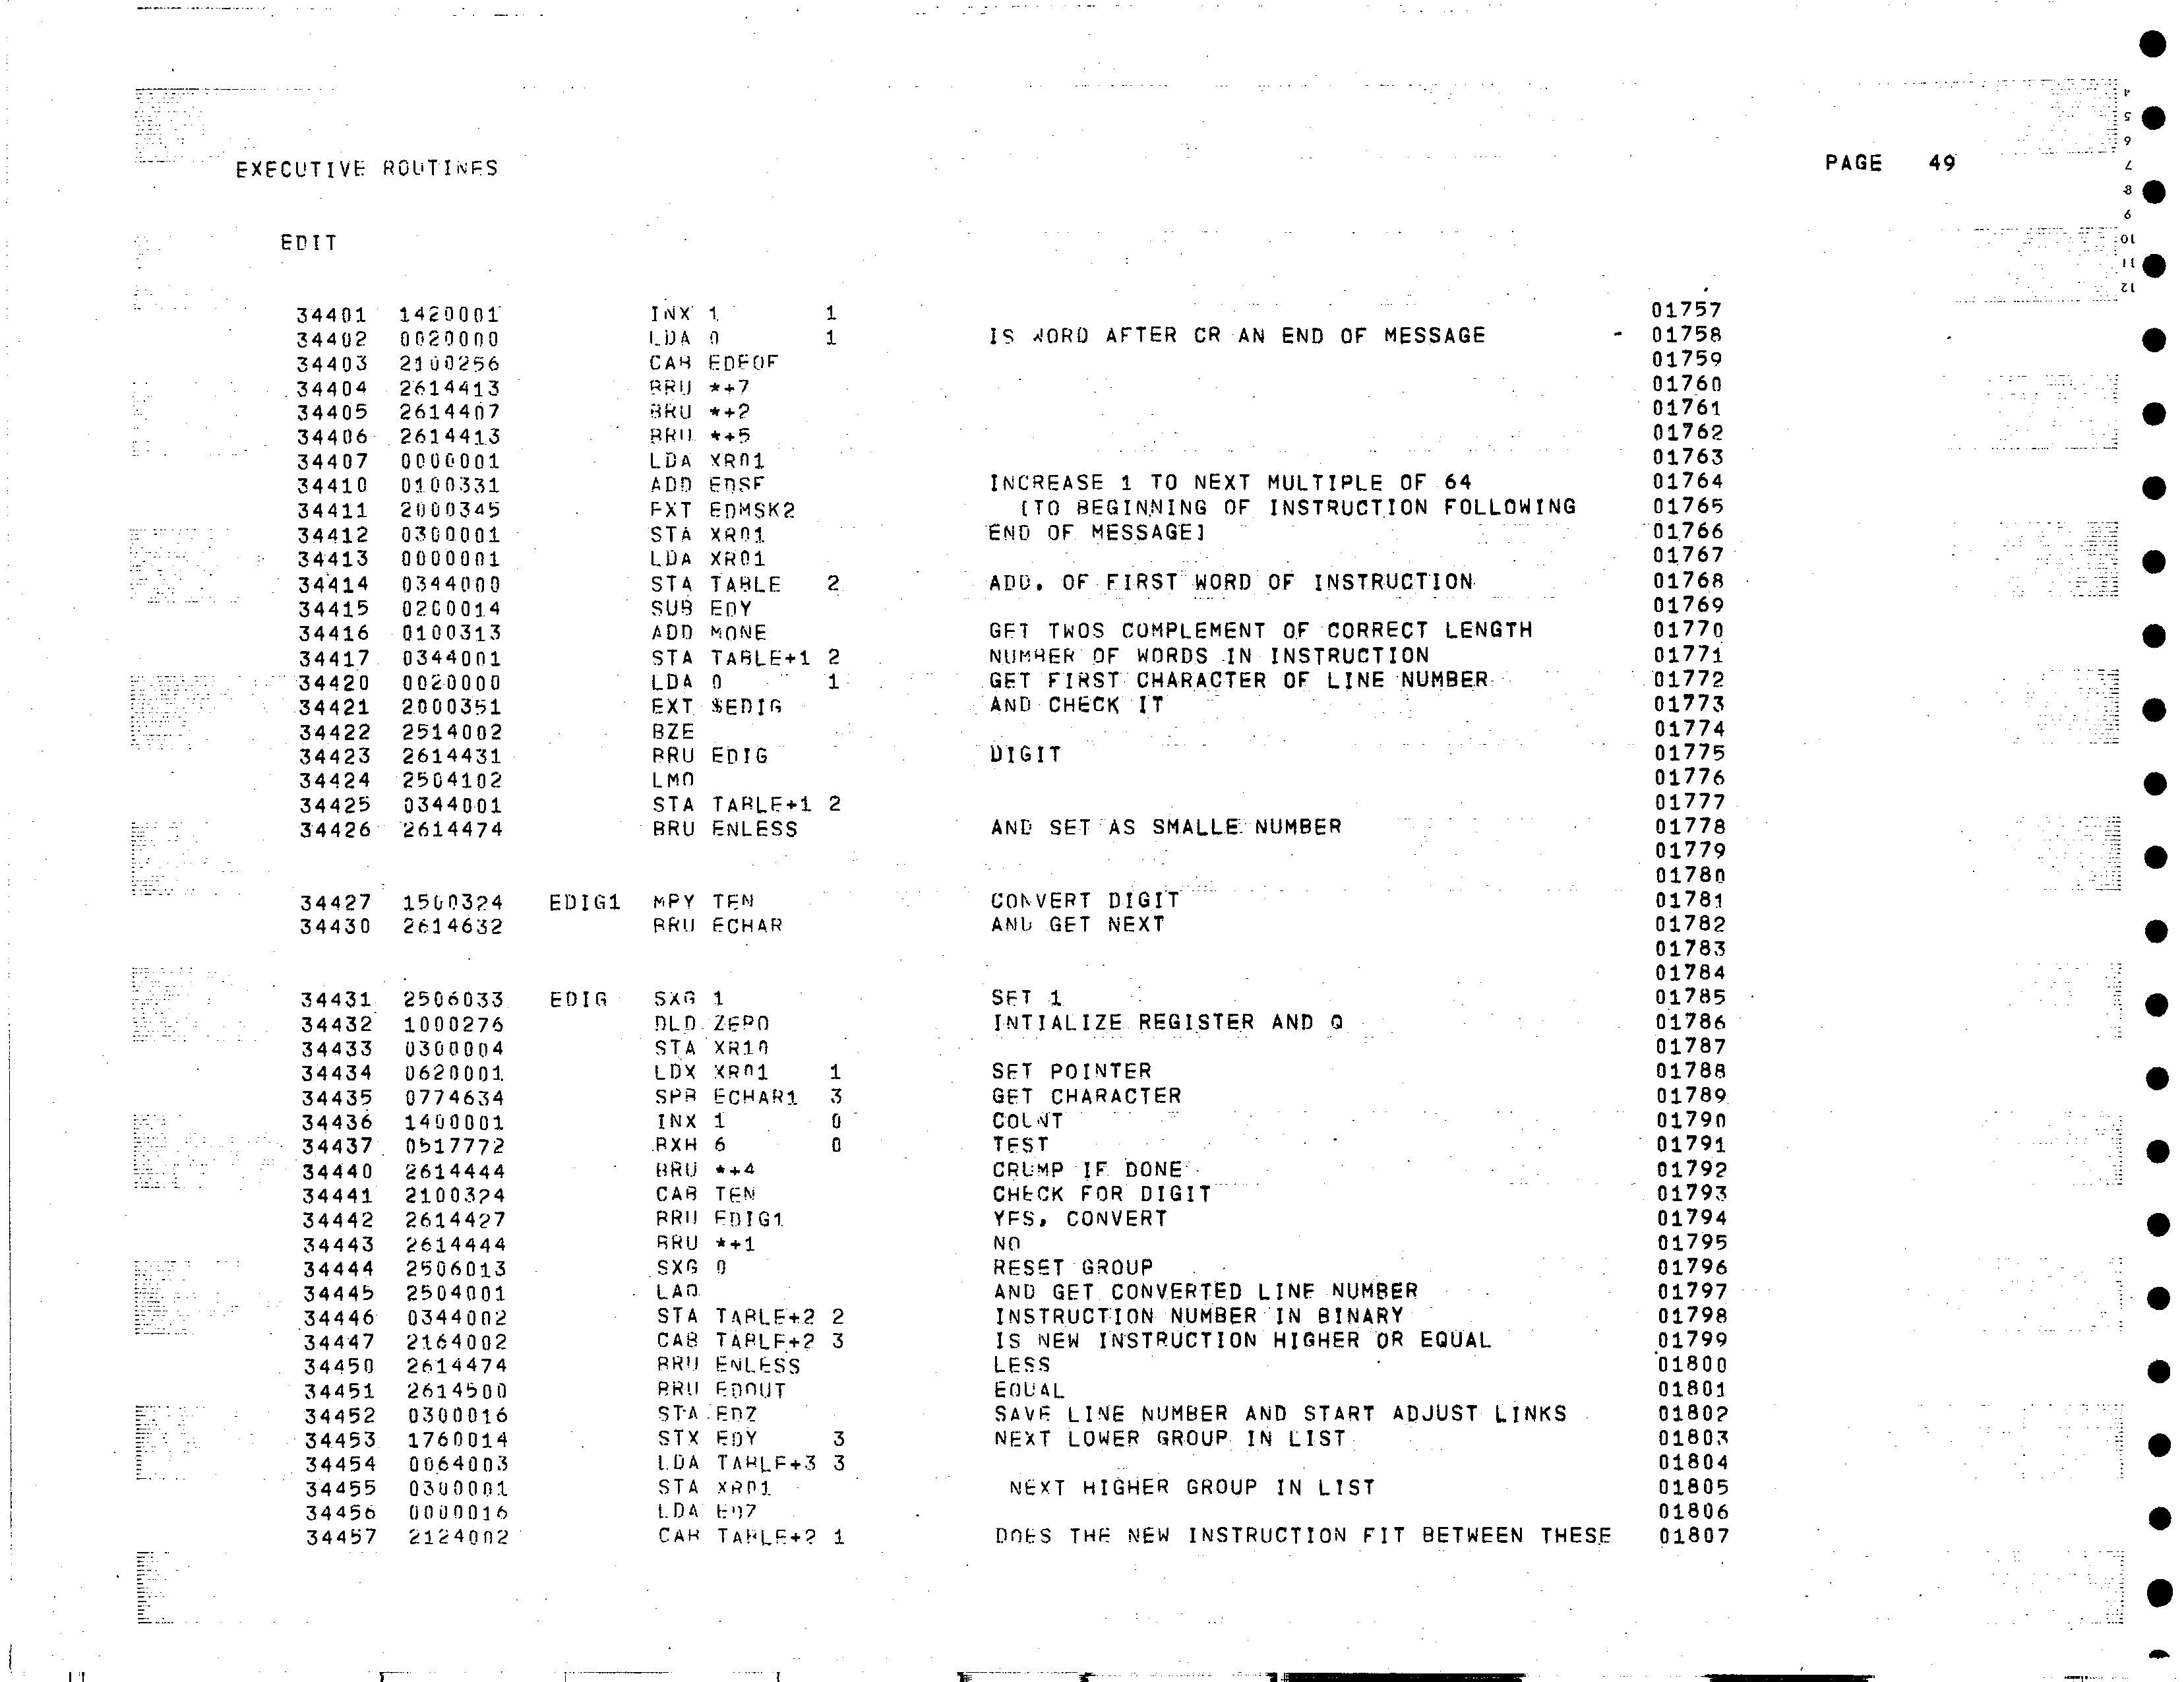 EXECUTIVE ROUTINES PAGE 49
EDIT
34401 1420001 INX 1 1 01757
34402 0020000 LDA 0 1 IS WORD AFTER CR AN END OF MESSAGE - 01758
34403 2100256 CAB EDEOF 01759
34404 2614413 BRU *+7 01760
34405 2614407 BRU *+2 01761
34406 2614413 BRU *+5 01762
34407 0000001 LDA XR01 01763
34410 0100331 ADD EDSF INCREASE 1 TO NEXT MULTIPLE OF 64 01764
34411 2000345 EXT EDMSK2 [TO BEGINNING OF INSTRUCTION FOLLOWING 01765
34412 0300001 STA XR01 END OF MESSAGE] 01766
34413 0000001 LDA XR01 01767
34414 0344000 STA TABLE 2 ADD. OF FIRST WORD OF INSTRUCTION 01768
34415 0200014 SUB EDY 01769
34416 0100313 ADD MONE GET TWOS COMPLEMENT OF CORRECT LENGTH 01770
34417 0344001 STA TABLE+1 2 NUMBER OF WORDS IN INSTRUCTION 01771
34420 0020000 LDA 0 1 GET FIRST CHARACTER OF LINE NUMBER 01772
34421 2000351 EXT %EDIG AND CHECK IT 01773
34422 2514002 BZE 01774
34423 2614431 BRU EDIG DIGIT 01775
34424 2504102 LMO 01776
34425 0344001 STA TABLE+1 2 01777
34426 2614474 BRU ENLESS AND SET AS SMALLE NUMBER 01778
01779
01780
34427 1500324 EDIG1 MPY TEN CONVERT DIGIT 01781
34430 2614632 BRU ECHAR AND GET NEXT 01782
01783
01784
34431 2506033 EDIG SXG 1 SET 1 01785
34432 1000276 DLD ZERO INTIALIZE REGISTER AND Q 01786
34433 0300004 STA XR10 01787
34434 0620001 LDX XR01 1 SET POINTER 01788
34435 0774634 SPB ECHAR1 3 GET CHARACTER 01789
34436 1400001 INX 1 0 COUNT 01790
34437 0517772 BXH 6 0 TEST 01791
34440 2614444 BRU *+4 CRUMP IF DONE 01792
34441 2100324 CAB TEN CHECK FOR DIGIT 01793
34442 2614427 BRU EDIG1 YES, CONVERT 01794
34443 2614444 BRU *+1 NO 01795
34444 2506013 SXG 0 RESET GROUP 01796
34445 2504001 LAQ AND GET CONVERTED LINE NUMBER 01797
34446 0344002 STA TABLE+2 2 INSTRUCTION NUMBER IN BINARY 01798
34447 2164002 CAB TABLE+2 3 IS NEW INSTRUCTION HIGHER OR EQUAL 01799
34450 2614474 BRU ENLESS LESS 01800
34451 2614500 BRU EDOUT EQUAL 01801
34452 0300016 STA EDZ SAVE LINE NUMBER AND START ADJUST LINKS 01802
34453 1760014 STX EDY 3 NEXT LOWER GROUP IN LIST 01803
34454 0064003 LDA TABLE+3 3 01804
34455 0300001 STA XR01 NEXT HIGHER GROUP IN LIST 01805
34456 0000016 LDA EDZ 01806
34457 2124002 CAB TABLE+2 1 DOES THE NEW INSTRUCTION FIT BETWEEN THESE 01807
4
5
6
7
8
9
10
11
12